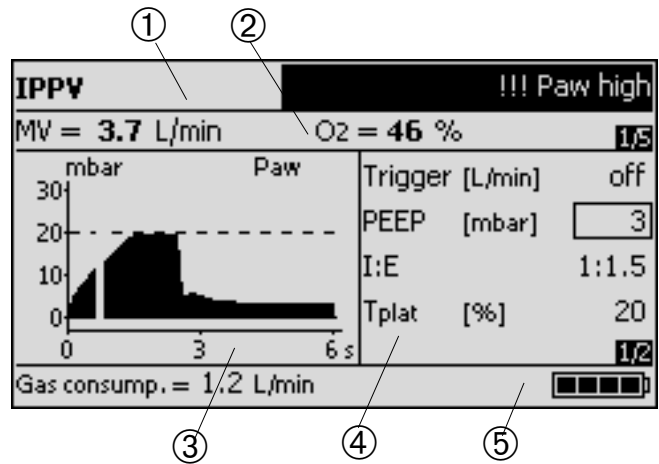 ① ②
IPPV !!! Paw high
MV = 3.7 L/min O2 = 46 % 1/5
mbar Paw
30
20
10
0
0 3 6 s
Trigger [L/min] off
PEEP [mbar] 3
I:E 1:1.5
Tplat [%] 20
1/2
Gas consump. = 1.2 L/min
③ ④ ⑤